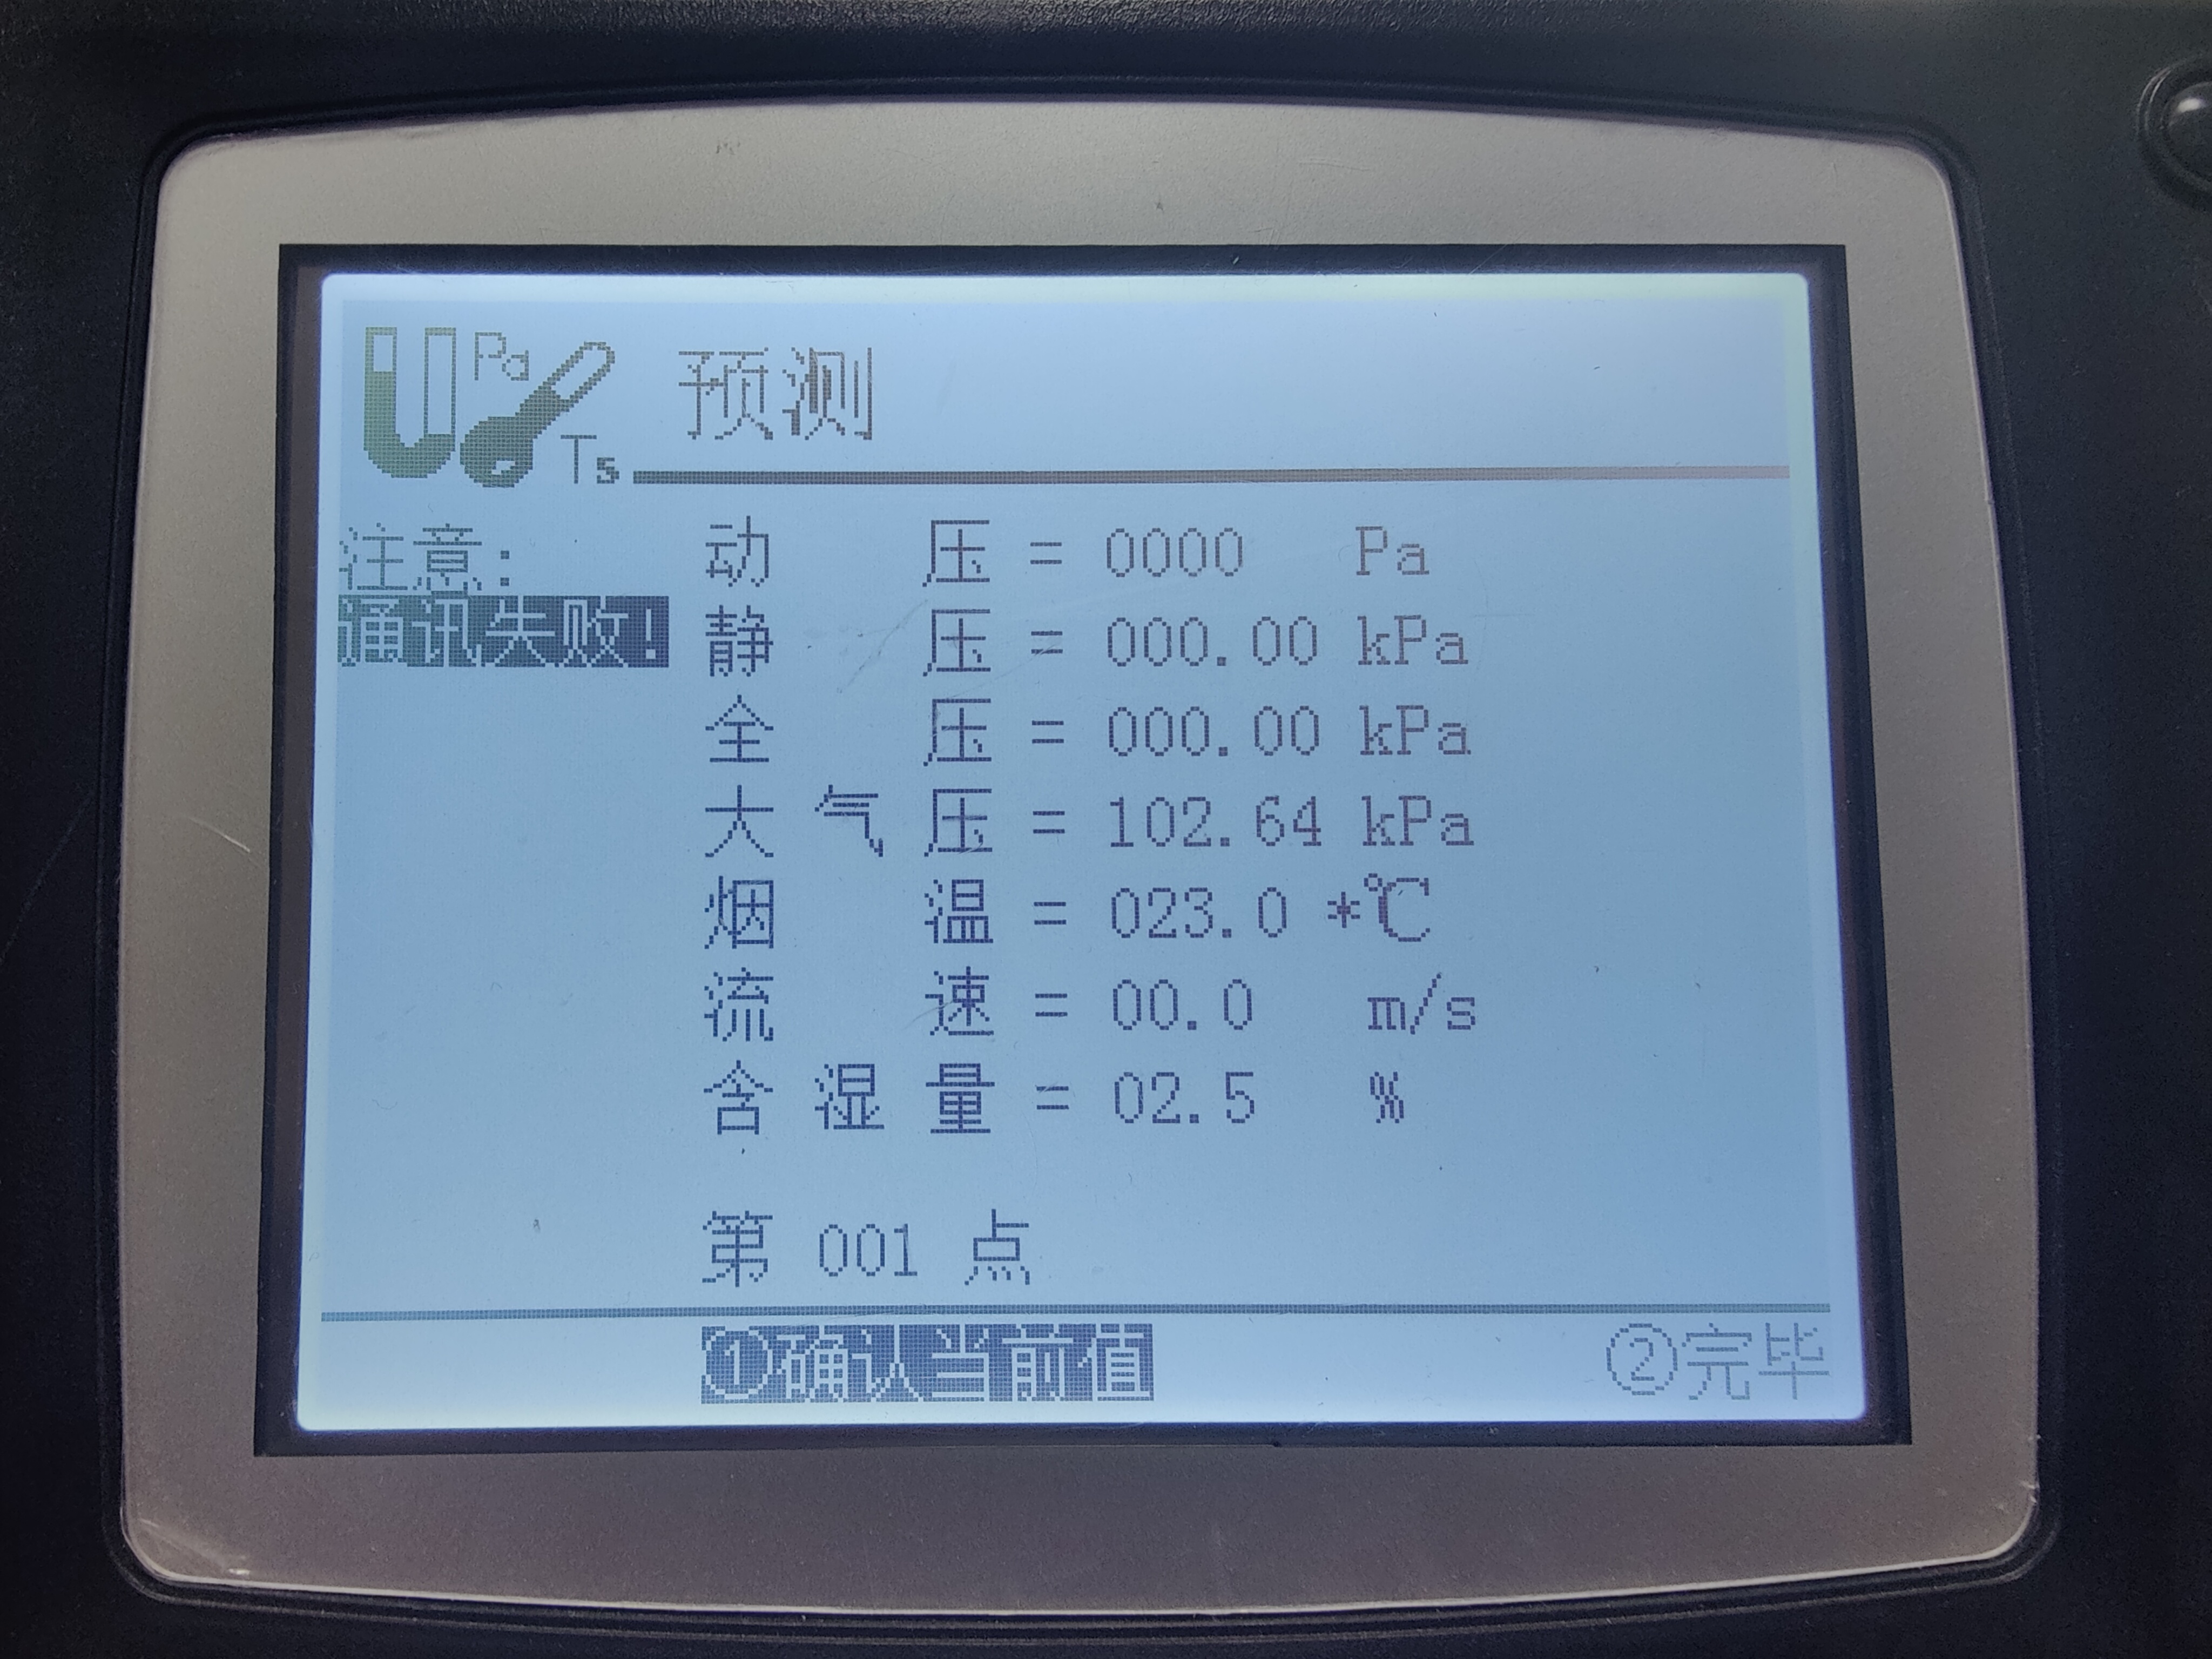 Pa
Ts
预测
注意:
通讯失败!
动 压 = 0000 Pa
静 压 = 000.00 kPa
全 压 = 000.00 kPa
大 气 压 = 102.64 kPa
烟 温 = 023.0 *℃
流 速 = 00.0 m/s
含 湿 量 = 02.5 %
第 001 点
①确认当前值 ②完毕